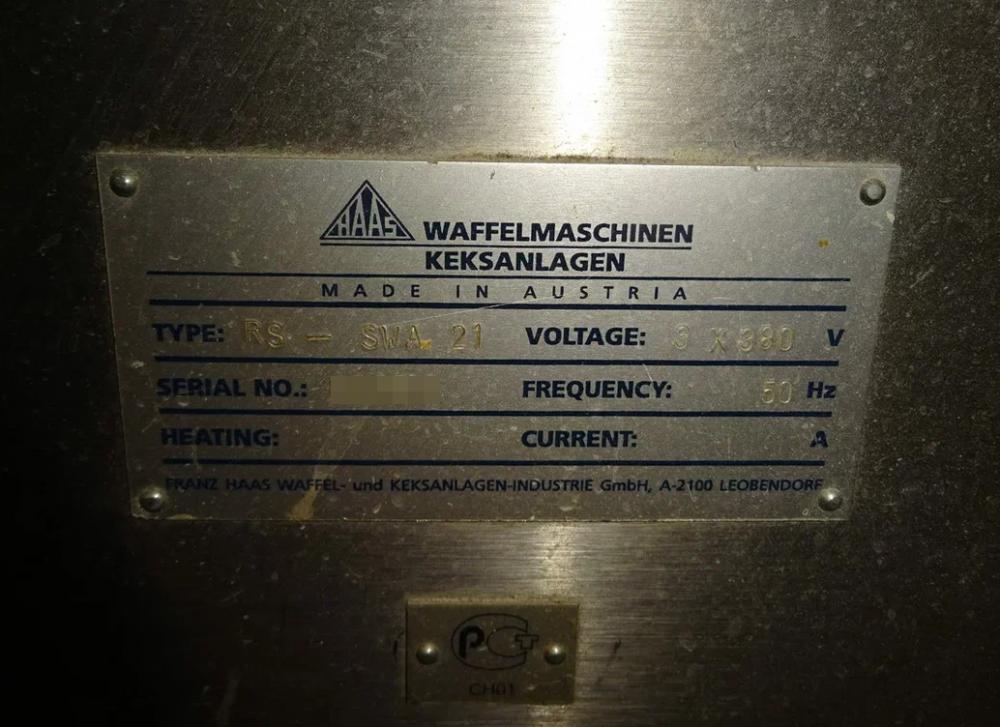 HAAS WAFFELMASCHINEN
KEKSANLAGEN
MADE IN AUSTRIA
TYPE: RS - SWA 21 VOLTAGE: 3 X 380 V
SERIAL NO.: FREQUENCY: 50 Hz
HEATING: CURRENT: A
FRANZ HAAS WAFFEL- und KEKSANLAGEN-INDUSTRIE GmbH, A-2100 LEOBENDORF
РСТ
CH01